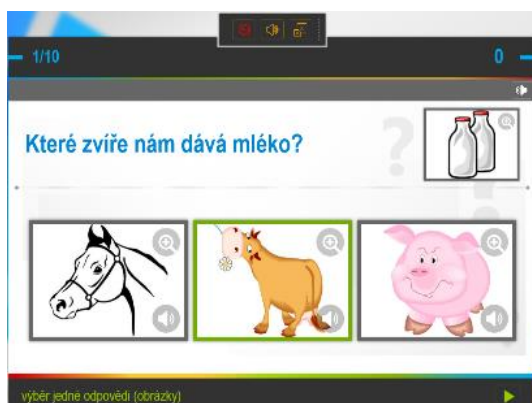 1/10
0
Které zvíře nám dává mléko?
výběr jedné odpovědi (obrázky)